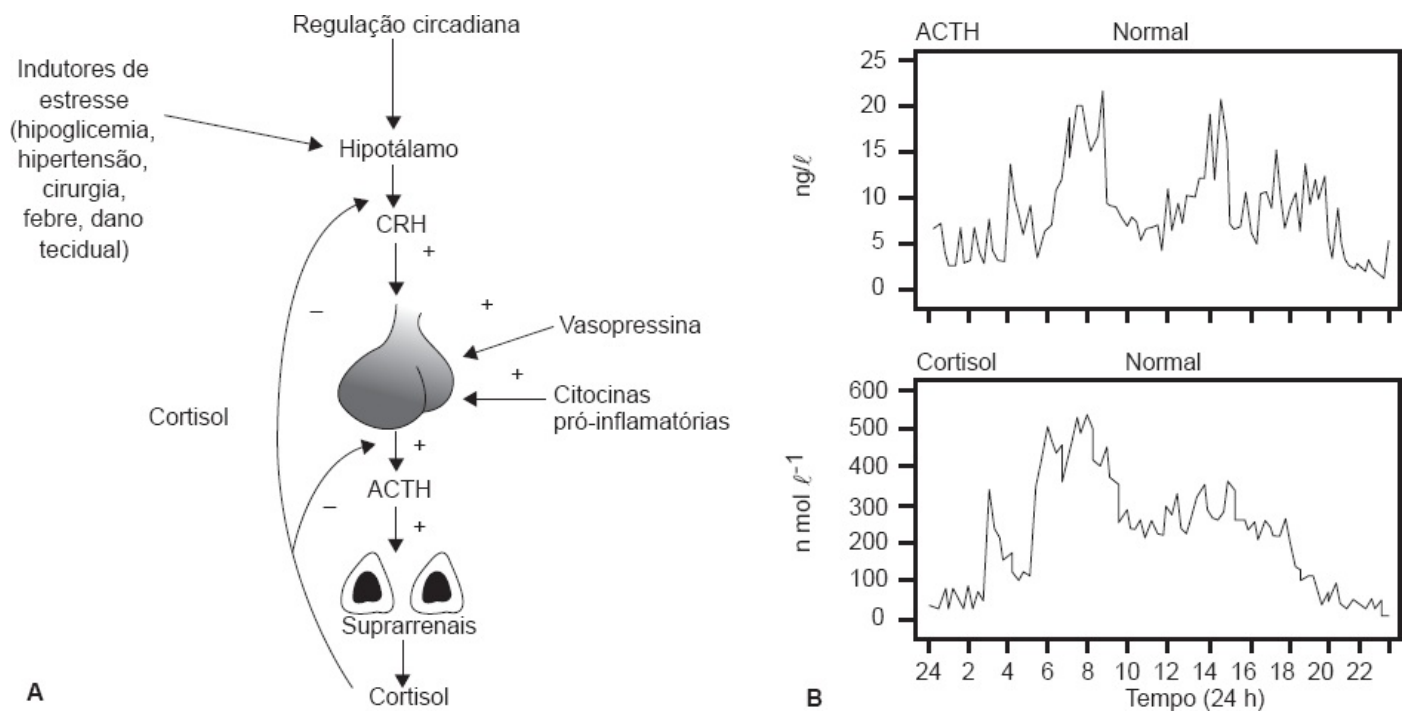 Regulação circadiana
Indutores de
estresse
(hipoglicemia,
hipertensão,
cirurgia,
febre, dano
tecidual)
Hipotálamo
CRH
+
–
+
Vasopressina
+
Citocinas
pró-inflamatórias
Cortisol
+
ACTH
–
+
Suprarrenais
Cortisol
A
ACTH Normal
25
20
15
10
5
0
ng/ℓ
Cortisol Normal
600
500
400
300
200
100
0
n mol ℓ⁻¹
24 2 4 6 8 10 12 14 16 18 20 22
Tempo (24 h)
B